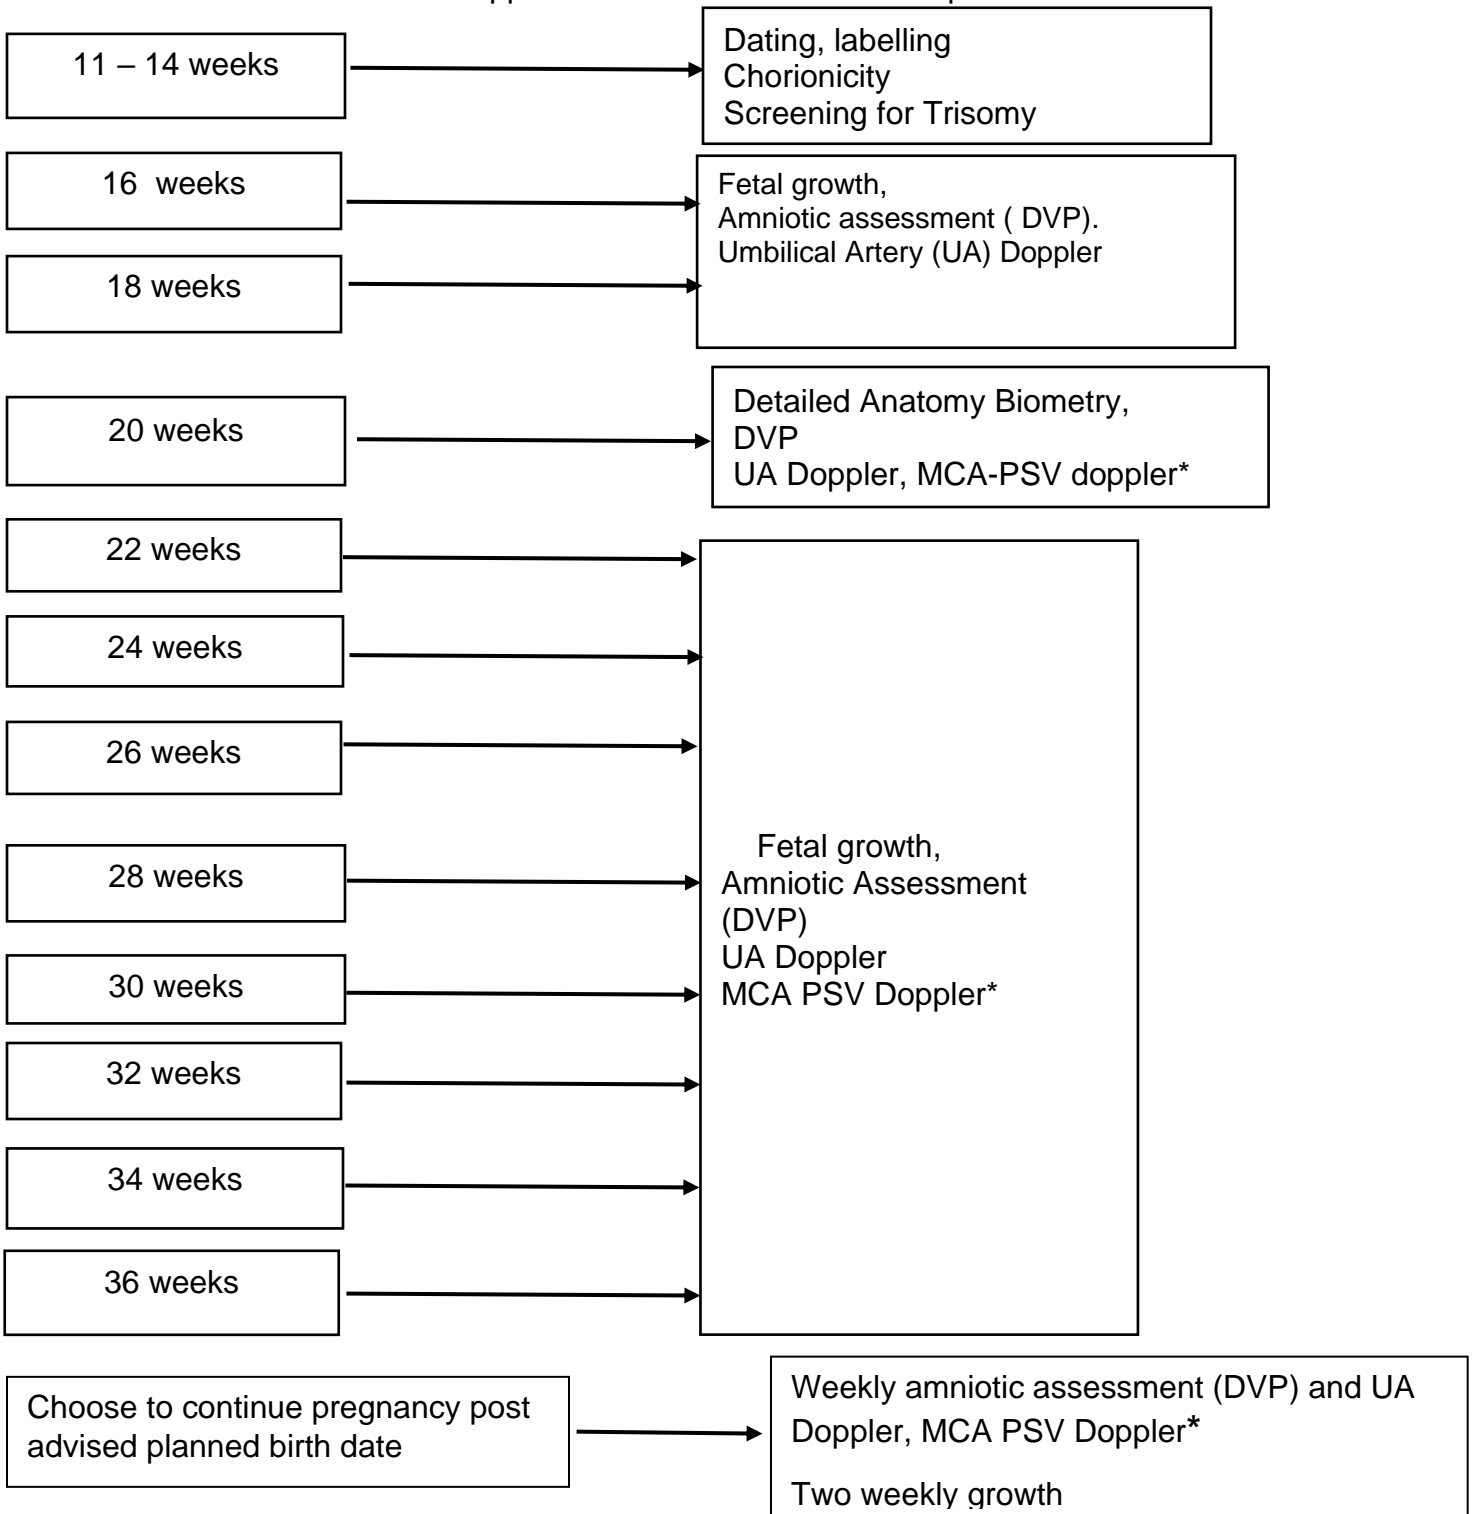 11 – 14 weeks
Dating, labelling
Chorionicity
Screening for Trisomy
16 weeks
Fetal growth,
Amniotic assessment ( DVP).
Umbilical Artery (UA) Doppler
18 weeks
20 weeks
Detailed Anatomy Biometry,
DVP
UA Doppler, MCA-PSV doppler*
22 weeks
24 weeks
26 weeks
28 weeks
30 weeks
32 weeks
34 weeks
36 weeks
Fetal growth,
Amniotic Assessment
(DVP)
UA Doppler
MCA PSV Doppler*
Choose to continue pregnancy post
advised planned birth date
Weekly amniotic assessment (DVP) and UA
Doppler, MCA PSV Doppler*
Two weekly growth